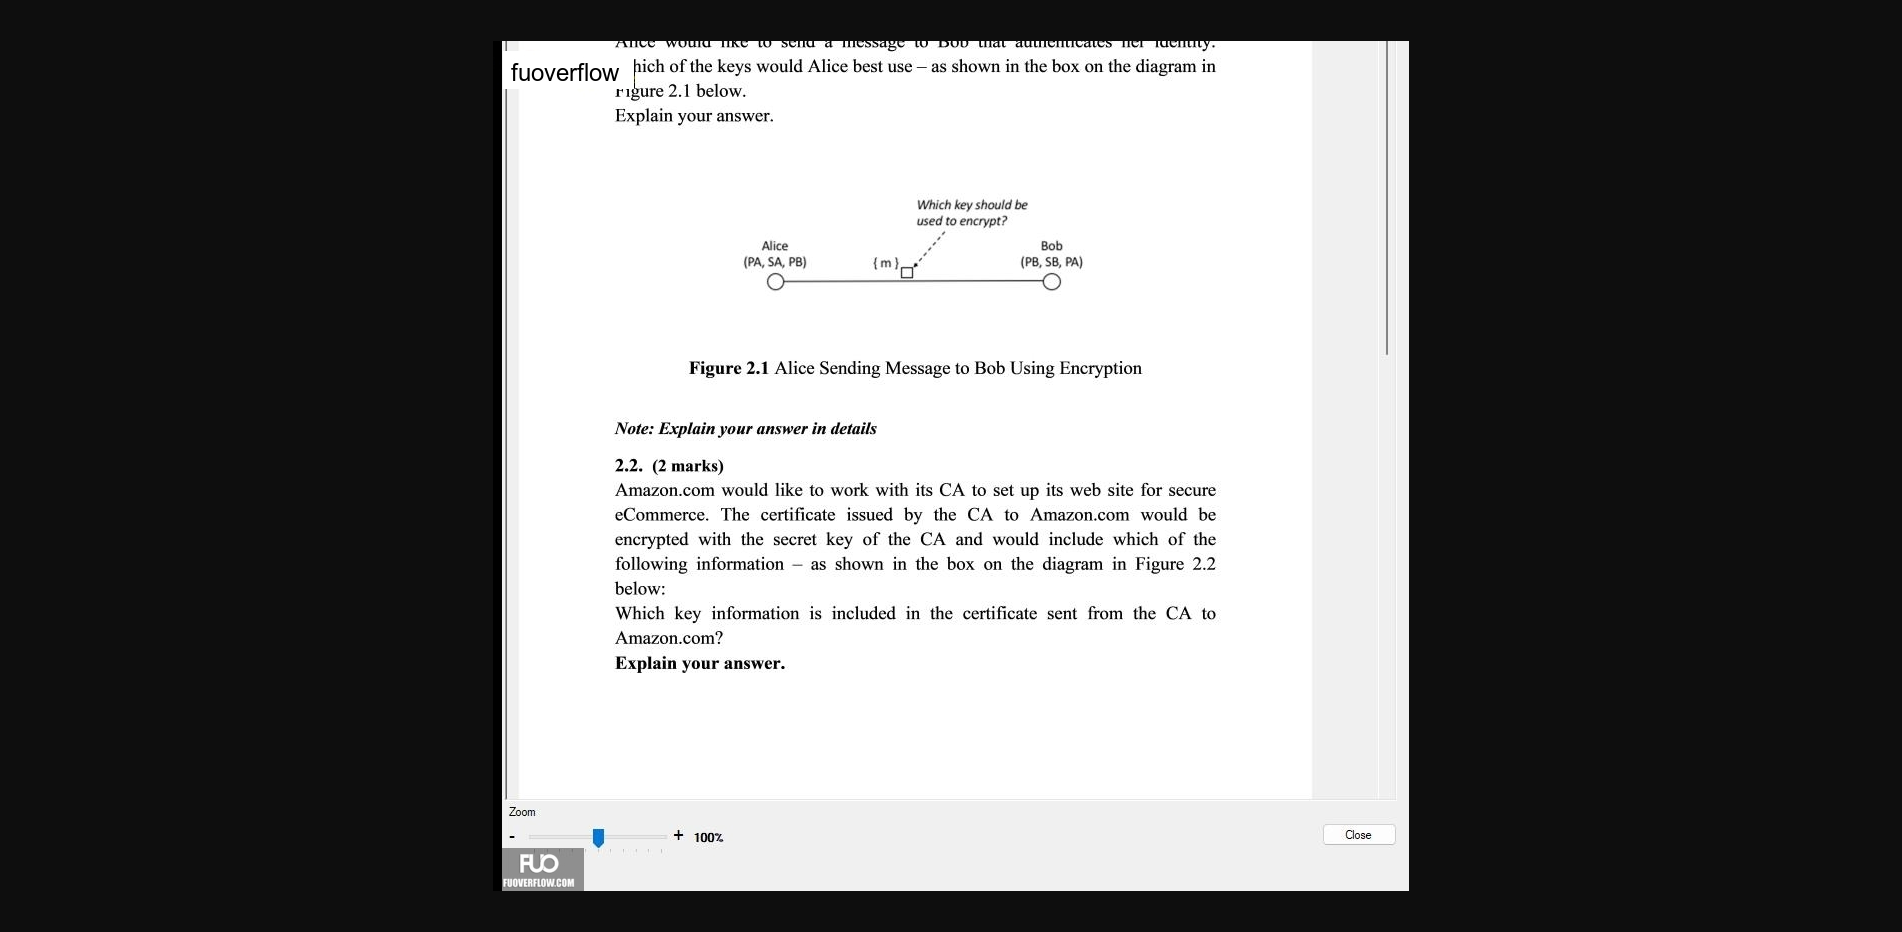 Alice would like to send a message to Bob that authenticates her identity.
fuoverflow
hich of the keys would Alice best use – as shown in the box on the diagram in
Figure 2.1 below.
Explain your answer.
Which key should be
used to encrypt?
Alice
(PA, SA, PB)
{ m }
Bob
(PB, SB, PA)
Figure 2.1 Alice Sending Message to Bob Using Encryption
Note: Explain your answer in details
2.2. (2 marks)
Amazon.com would like to work with its CA to set up its web site for secure
eCommerce. The certificate issued by the CA to Amazon.com would be
encrypted with the secret key of the CA and would include which of the
following information – as shown in the box on the diagram in Figure 2.2
below:
Which key information is included in the certificate sent from the CA to
Amazon.com?
Explain your answer.
Zoom
- + 100%
Close
FUO
FUOVERFLOW.COM